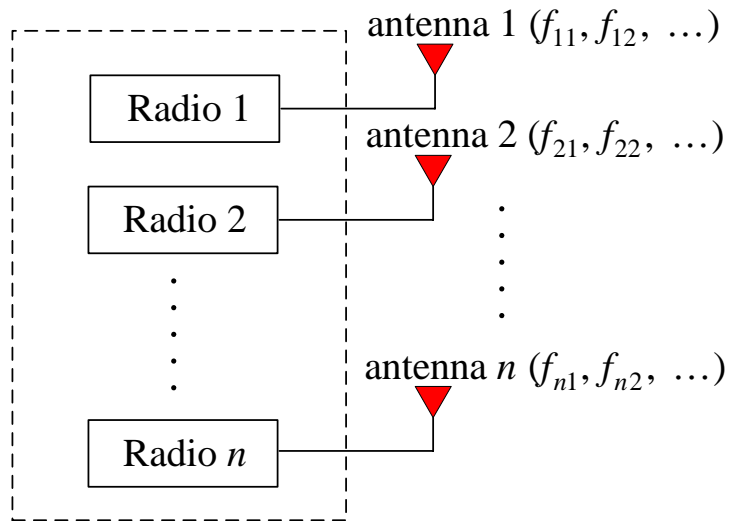 antenna 1 (f₁₁, f₁₂, …)
Radio 1
antenna 2 (f₂₁, f₂₂, …)
Radio 2
antenna n (fₙ₁, fₙ₂, …)
Radio n